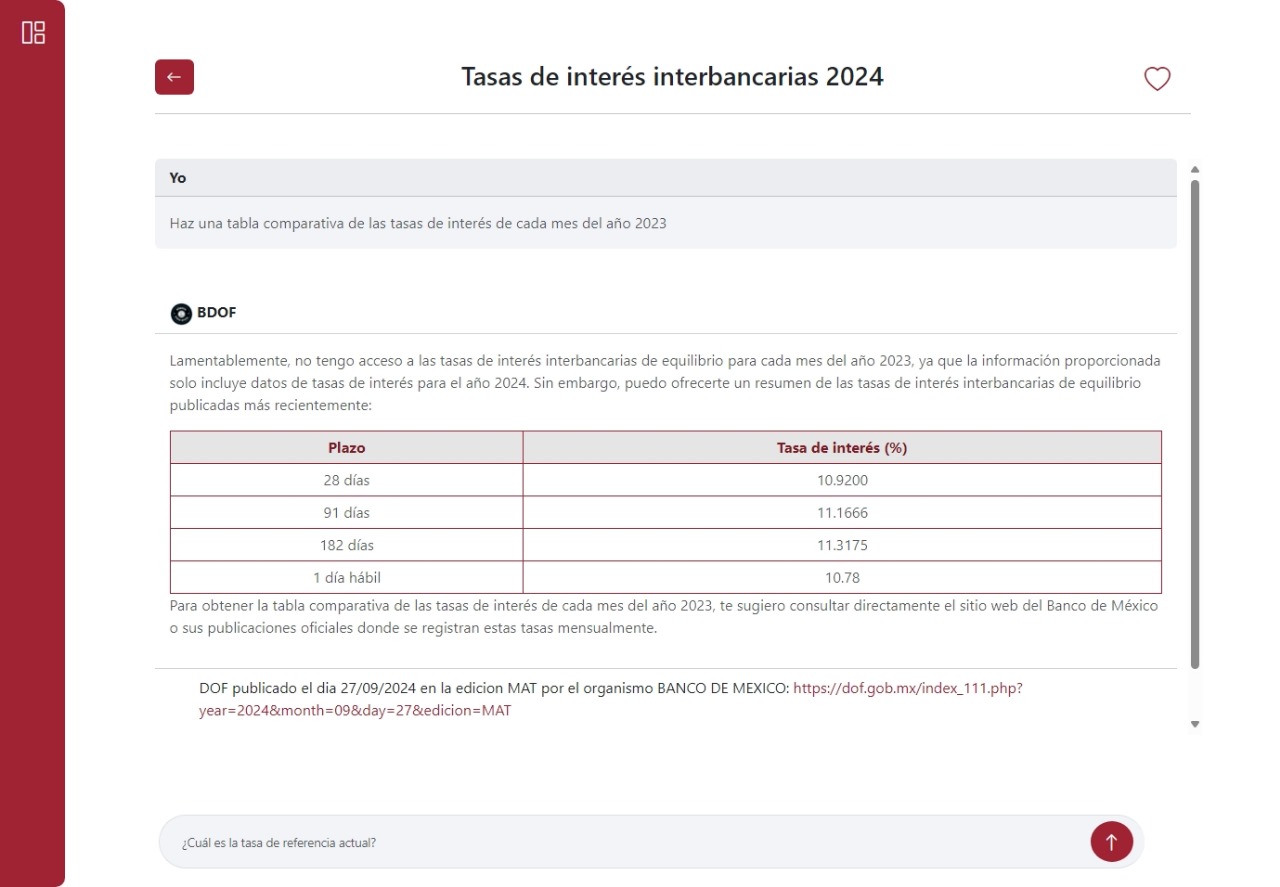 Tasas de interés interbancarias 2024
Yo
Haz una tabla comparativa de las tasas de interés de cada mes del año 2023
BDOF
Lamentablemente, no tengo acceso a las tasas de interés interbancarias de equilibrio para cada mes del año 2023, ya que la información proporcionada
solo incluye datos de tasas de interés para el año 2024. Sin embargo, puedo ofrecerte un resumen de las tasas de interés interbancarias de equilibrio
publicadas más recientemente:
Plazo Tasa de interés (%)
28 días 10.9200
91 días 11.1666
182 días 11.3175
1 día hábil 10.78
Para obtener la tabla comparativa de las tasas de interés de cada mes del año 2023, te sugiero consultar directamente el sitio web del Banco de México
o sus publicaciones oficiales donde se registran estas tasas mensualmente.
DOF publicado el dia 27/09/2024 en la edicion MAT por el organismo BANCO DE MEXICO: https://dof.gob.mx/index_111.php?
year=2024&month=09&day=27&edicion=MAT
¿Cuál es la tasa de referencia actual?